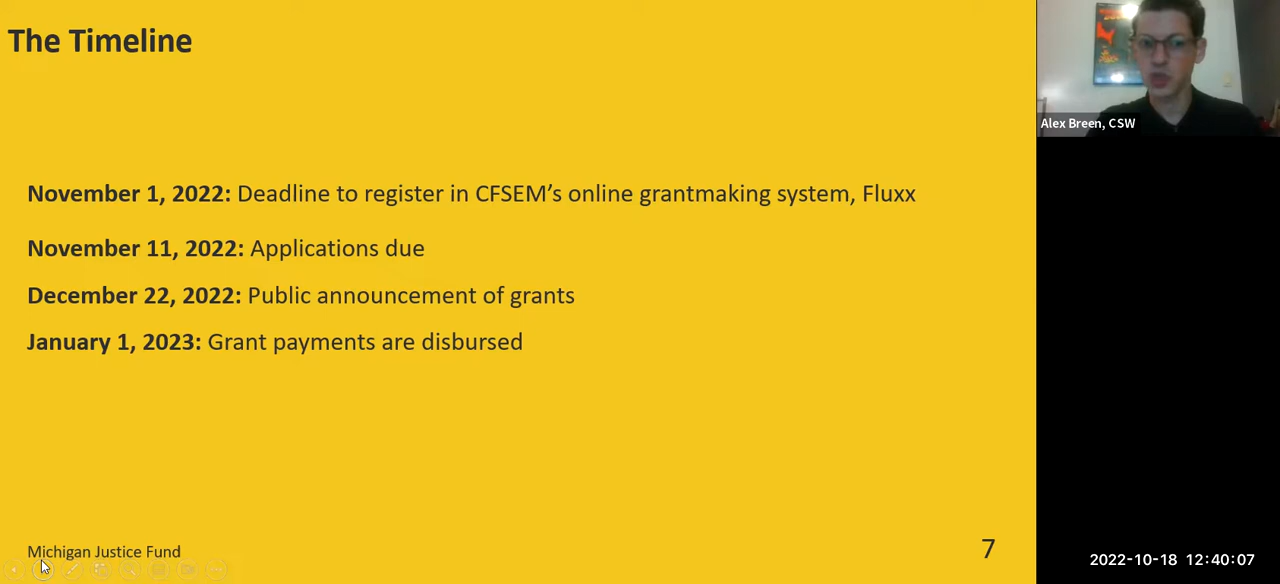 The Timeline
Alex Breen, CSW
November 1, 2022: Deadline to register in CFSEM’s online grantmaking system, Fluxx
November 11, 2022: Applications due
December 22, 2022: Public announcement of grants
January 1, 2023: Grant payments are disbursed
Michigan Justice Fund
7
2022-10-18 12:40:07